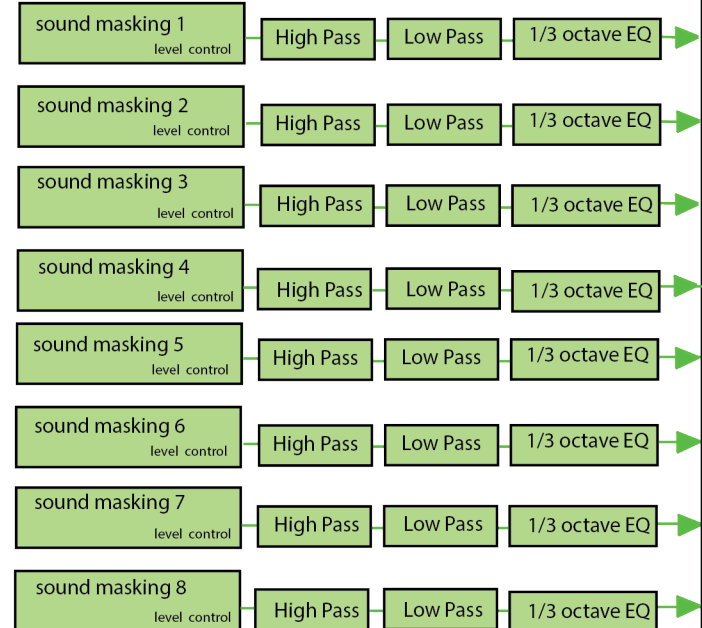 sound masking 1
level control
High Pass
Low Pass
1/3 octave EQ
sound masking 2
level control
High Pass
Low Pass
1/3 octave EQ
sound masking 3
level control
High Pass
Low Pass
1/3 octave EQ
sound masking 4
level control
High Pass
Low Pass
1/3 octave EQ
sound masking 5
level control
High Pass
Low Pass
1/3 octave EQ
sound masking 6
level control
High Pass
Low Pass
1/3 octave EQ
sound masking 7
level control
High Pass
Low Pass
1/3 octave EQ
sound masking 8
level control
High Pass
Low Pass
1/3 octave EQ